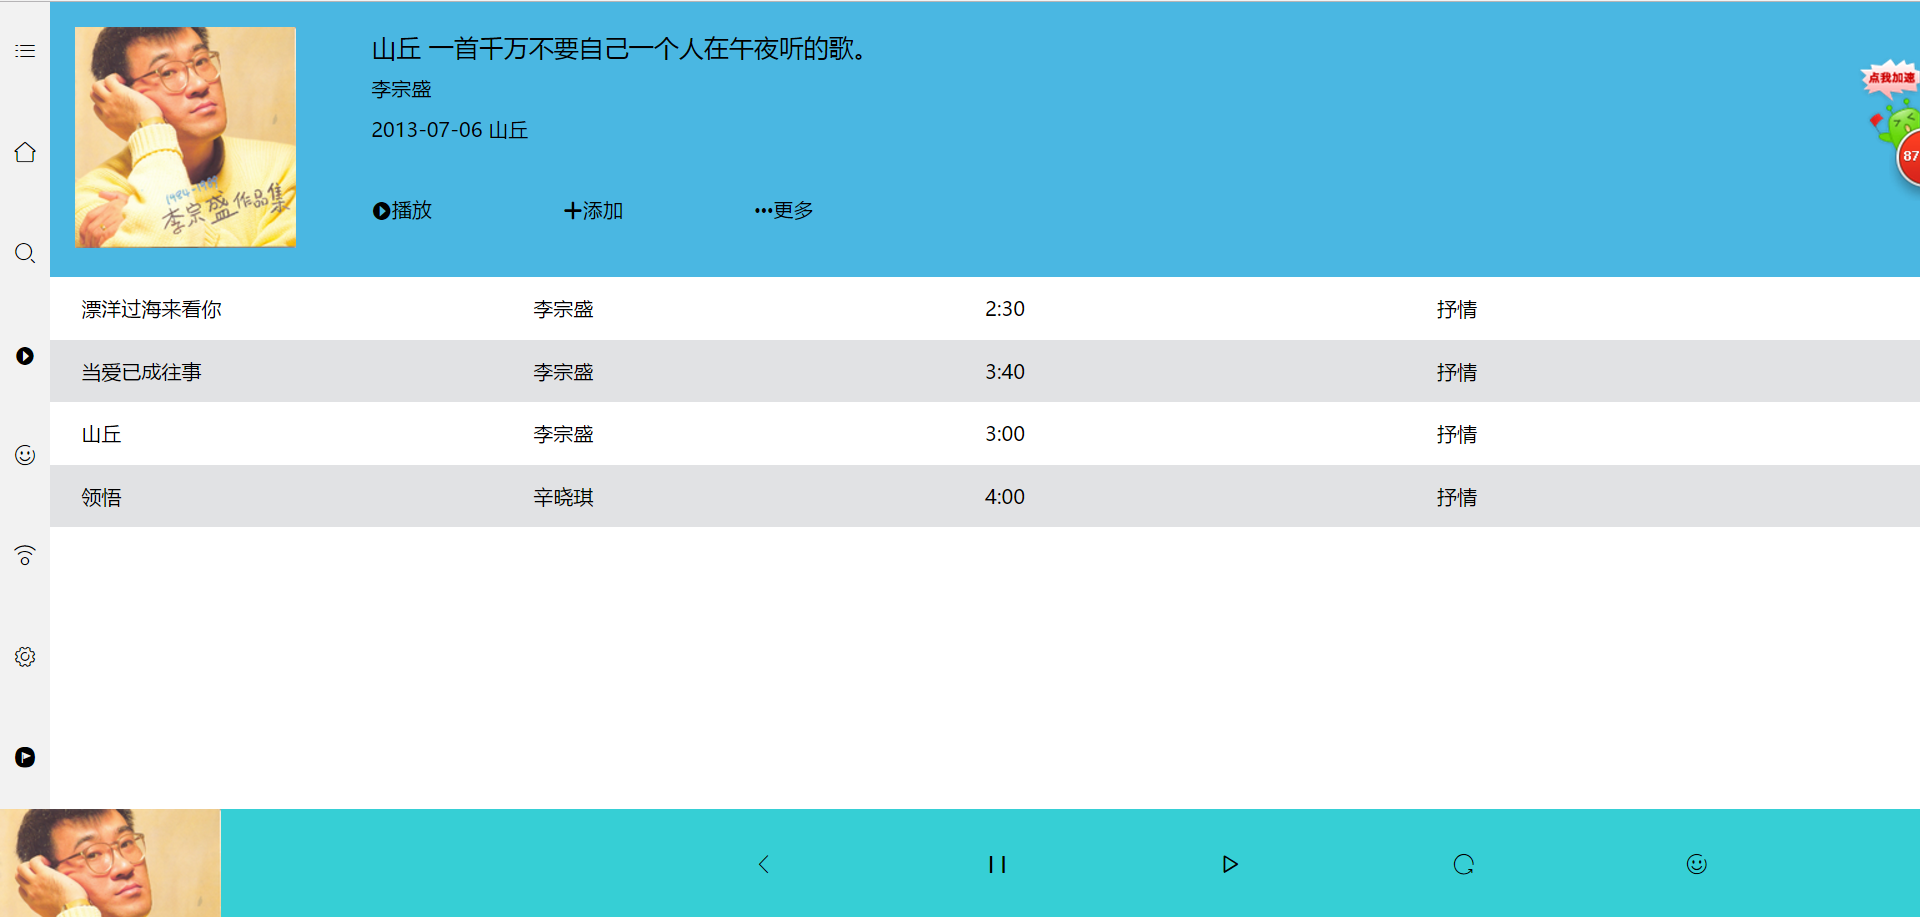 山丘 一首千万不要自己一个人在午夜听的歌。
李宗盛
2013-07-06 山丘
播放 添加 •••更多
1984-1989
李宗盛作品集
点我加速
87
漂洋过海来看你 李宗盛 2:30 抒情
当爱已成往事 李宗盛 3:40 抒情
山丘 李宗盛 3:00 抒情
领悟 辛晓琪 4:00 抒情